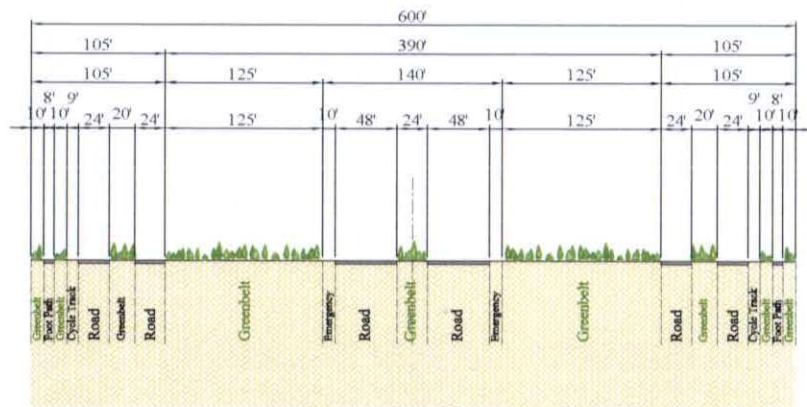 600'
105' 390' 105'
105' 125' 140' 125' 105'
8' 9' 9' 8'
10' 10' 24' 20' 24' 125' 10' 48' 24' 48' 10' 125' 24' 20' 24' 10' 10'
Greenbelt Foot Path Greenbelt Cycle Track Road Greenbelt Road Greenbelt Emergency Road Greenbelt Road Emergency Greenbelt Road Greenbelt Road Cycle Track Greenbelt Foot Path Greenbelt